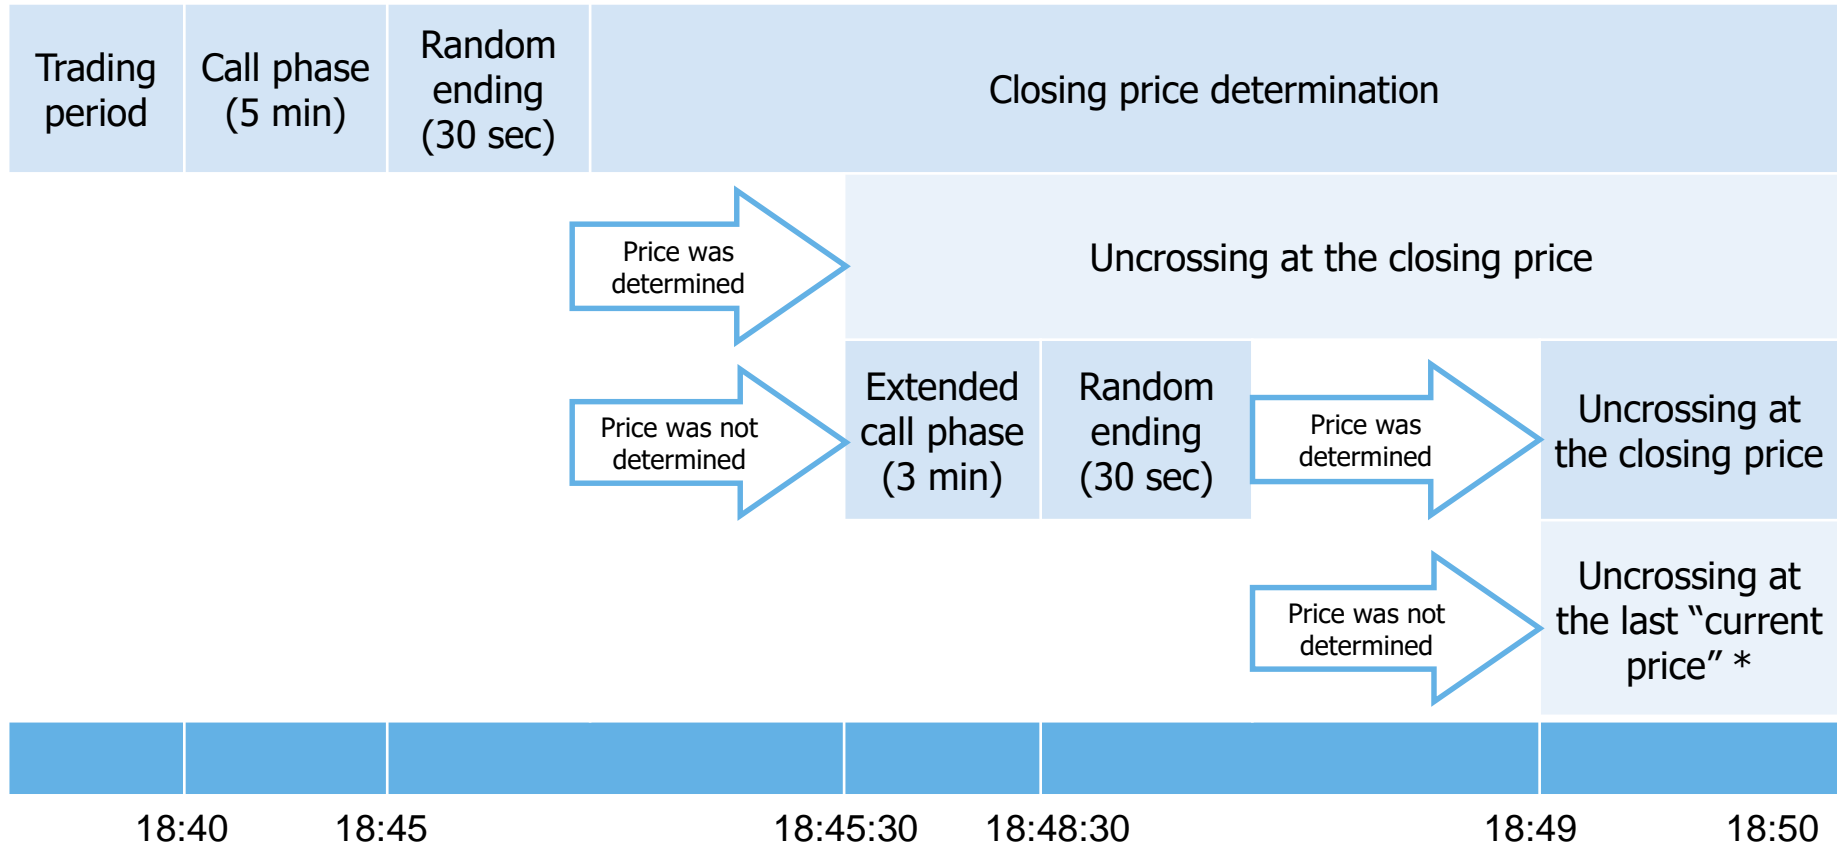 Trading
period
Call phase
(5 min)
Random
ending
(30 sec)
Closing price determination
Price was
determined
Uncrossing at the closing price
Price was not
determined
Extended
call phase
(3 min)
Random
ending
(30 sec)
Price was
determined
Uncrossing at
the closing price
Price was not
determined
Uncrossing at
the last “current
price” *
18:40
18:45
18:45:30
18:48:30
18:49
18:50